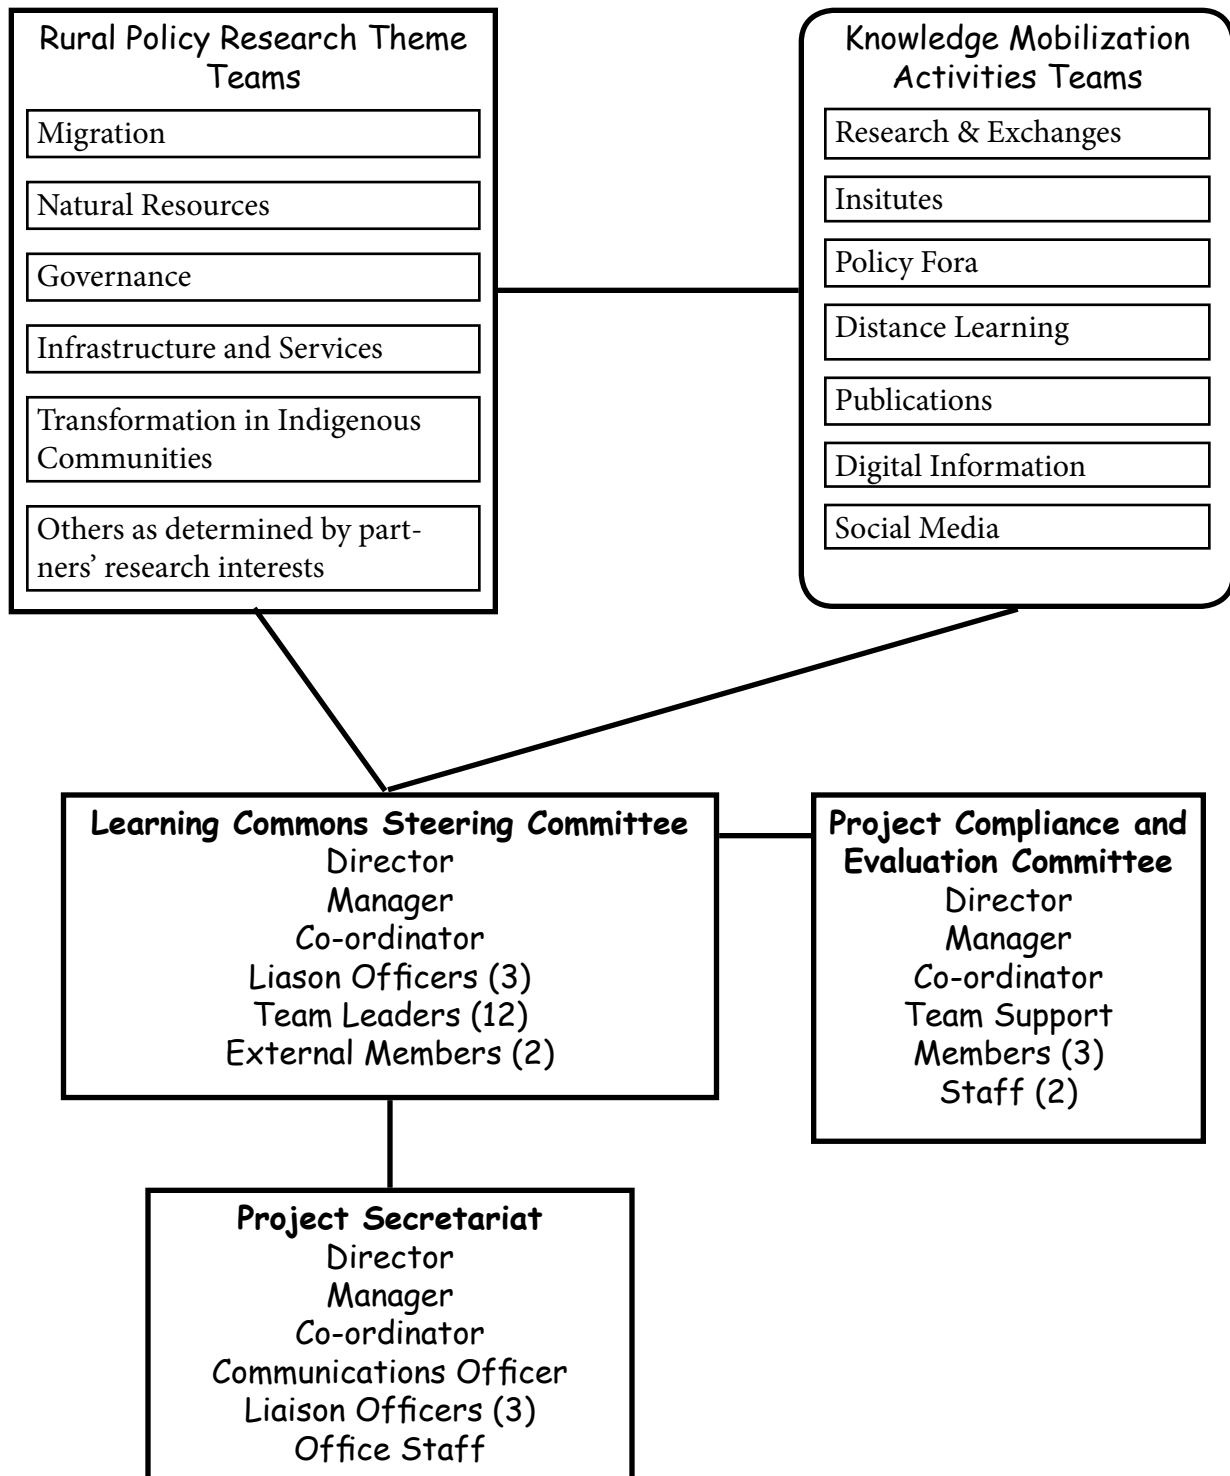 Rural Policy Research Theme
Teams
Migration
Natural Resources
Governance
Infrastructure and Services
Transformation in Indigenous
Communities
Others as determined by part-
ners’ research interests
Knowledge Mobilization
Activities Teams
Research & Exchanges
Insitutes
Policy Fora
Distance Learning
Publications
Digital Information
Social Media
Learning Commons Steering Committee
Director
Manager
Co-ordinator
Liason Officers (3)
Team Leaders (12)
External Members (2)
Project Compliance and
Evaluation Committee
Director
Manager
Co-ordinator
Team Support
Members (3)
Staff (2)
Project Secretariat
Director
Manager
Co-ordinator
Communications Officer
Liaison Officers (3)
Office Staff